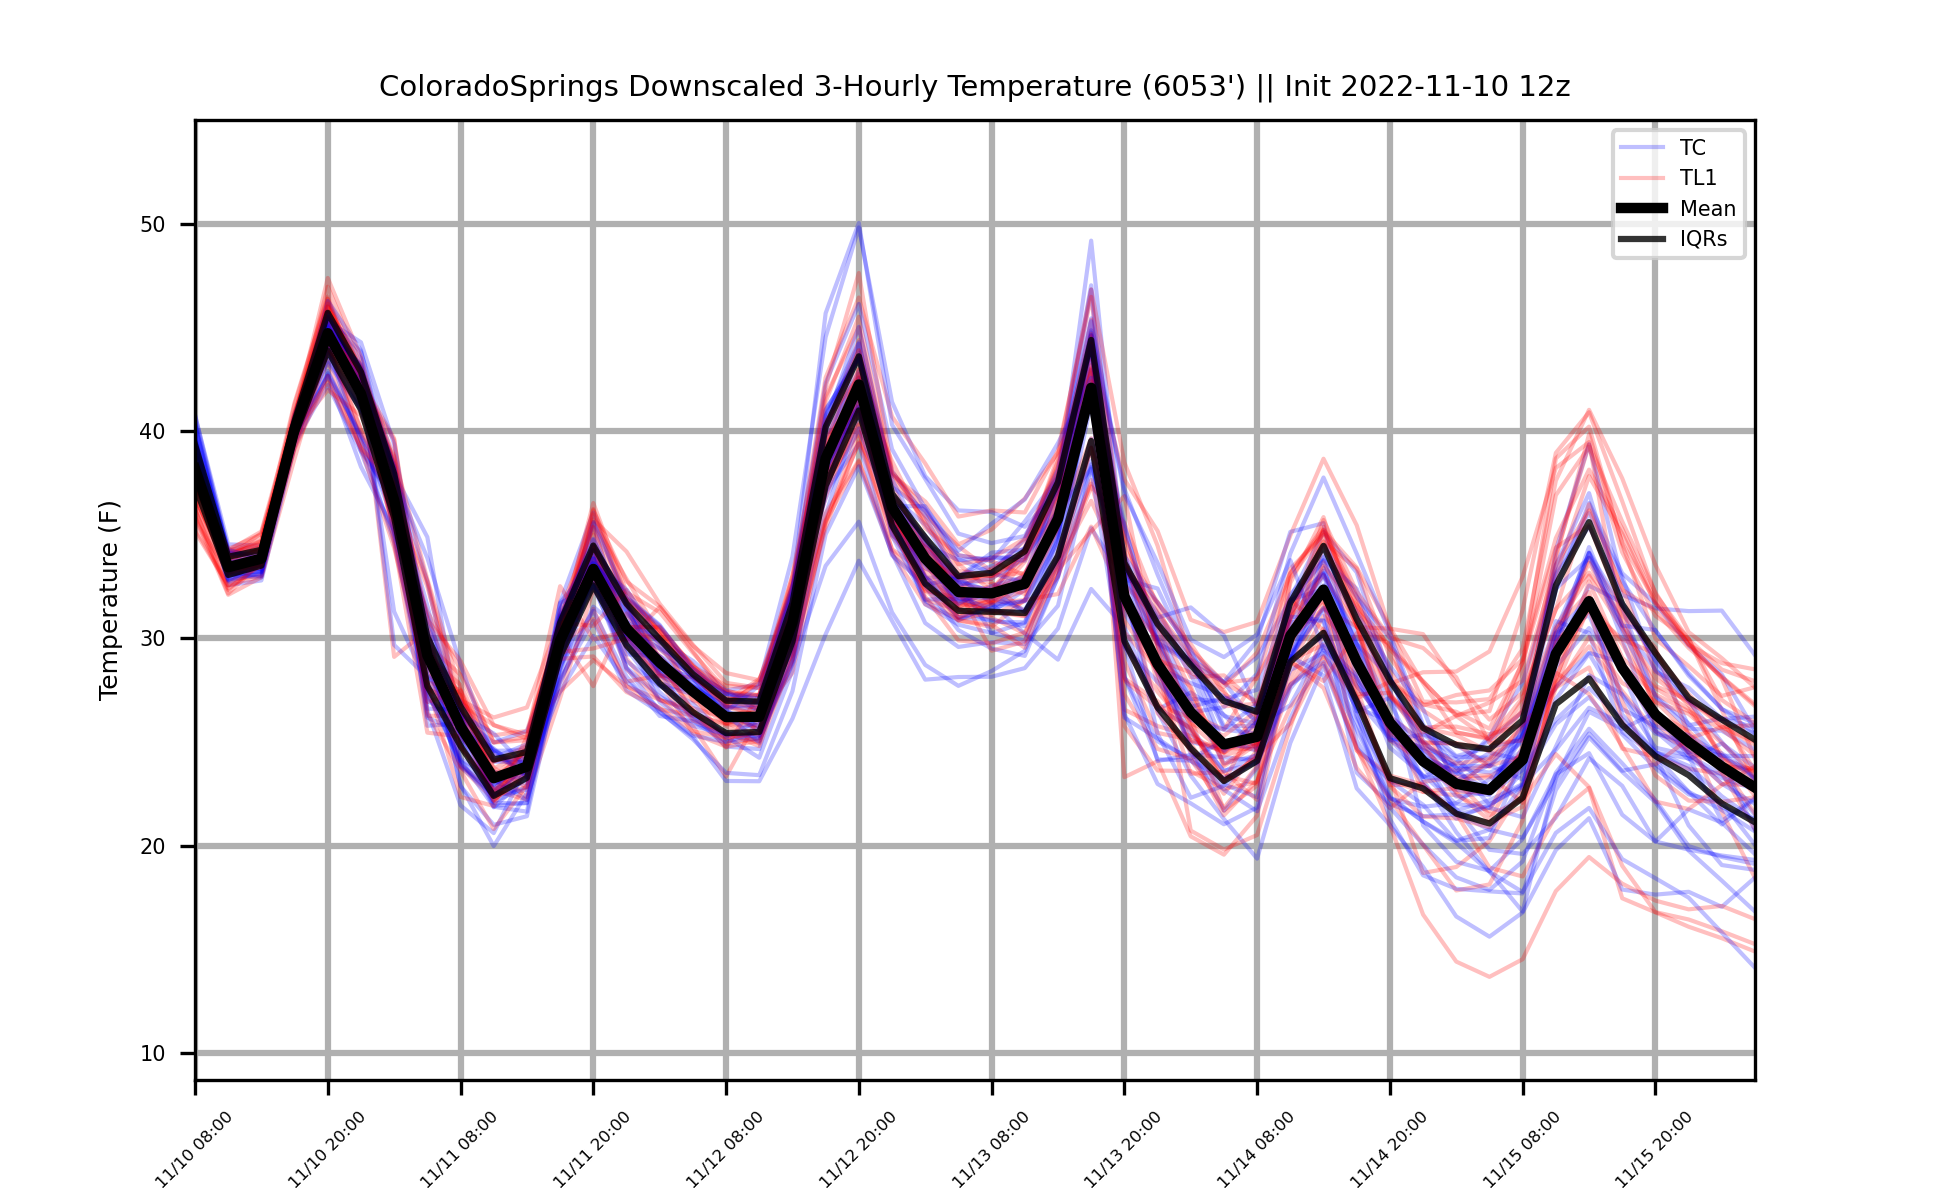 ColoradoSprings Downscaled 3-Hourly Temperature (6053') || Init 2022-11-10 12z
TC
TL1
Mean
IQRs
Temperature (F)
50
40
30
20
10
11/10 08:00
11/10 20:00
11/11 08:00
11/11 20:00
11/12 08:00
11/12 20:00
11/13 08:00
11/13 20:00
11/14 08:00
11/14 20:00
11/15 08:00
11/15 20:00